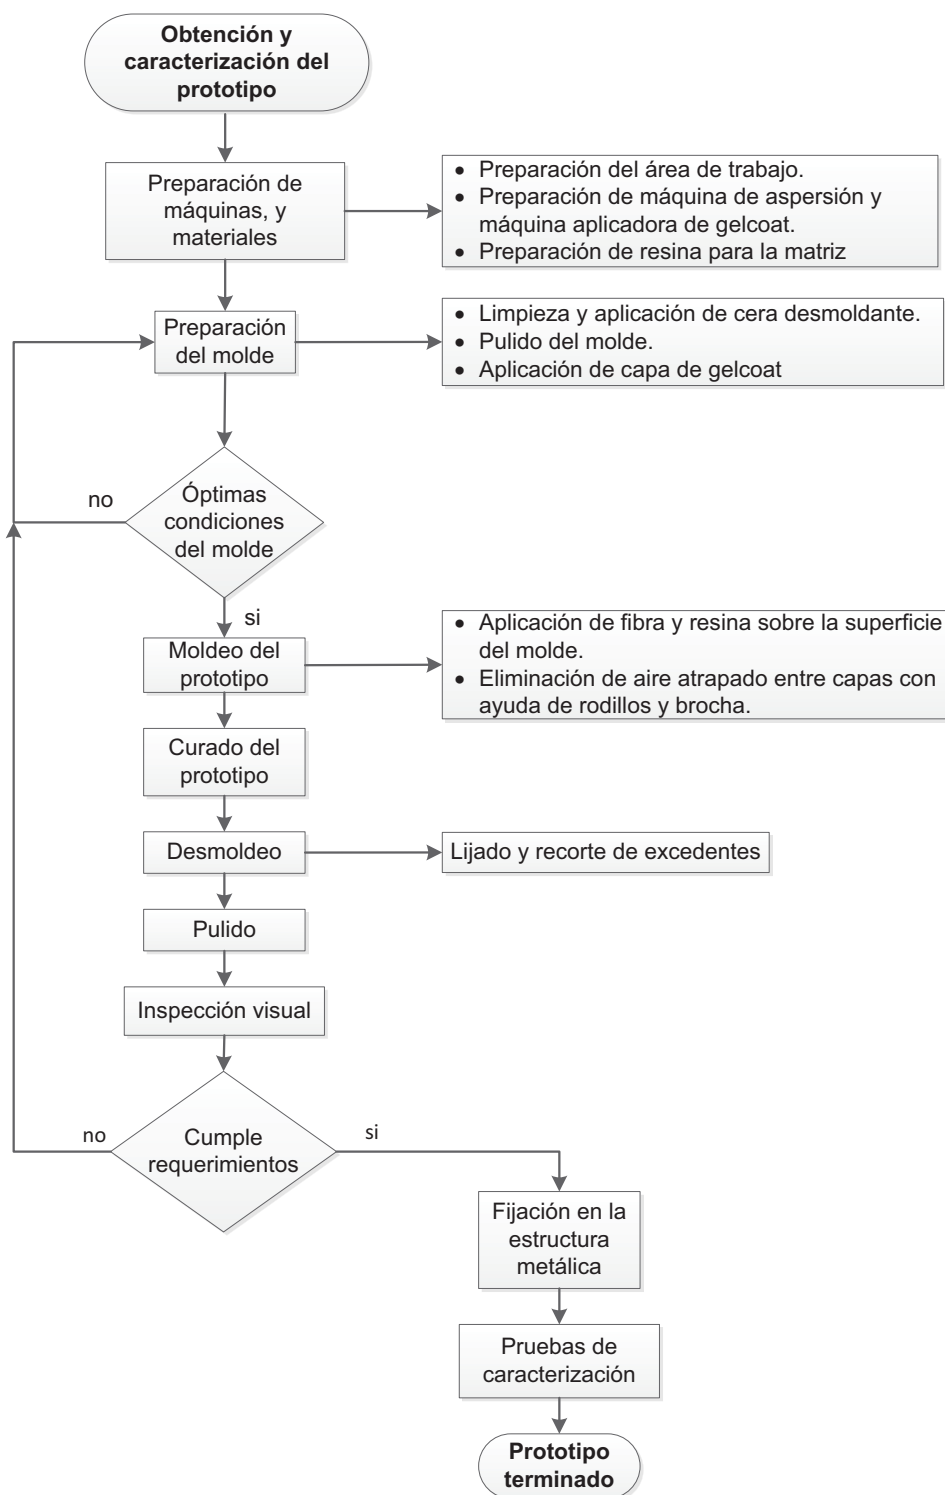 Obtención y
caracterización del
prototipo
Preparación de
máquinas, y
materiales
• Preparación del área de trabajo.
• Preparación de máquina de aspersión y
máquina aplicadora de gelcoat.
• Preparación de resina para la matriz
Preparación
del molde
• Limpieza y aplicación de cera desmoldante.
• Pulido del molde.
• Aplicación de capa de gelcoat
no
Óptimas
condiciones
del molde
si
Moldeo del
prototipo
• Aplicación de fibra y resina sobre la superficie
del molde.
• Eliminación de aire atrapado entre capas con
ayuda de rodillos y brocha.
Curado del
prototipo
Desmoldeo
Lijado y recorte de excedentes
Pulido
Inspección visual
no
Cumple
requerimientos
si
Fijación en la
estructura
metálica
Pruebas de
caracterización
Prototipo
terminado